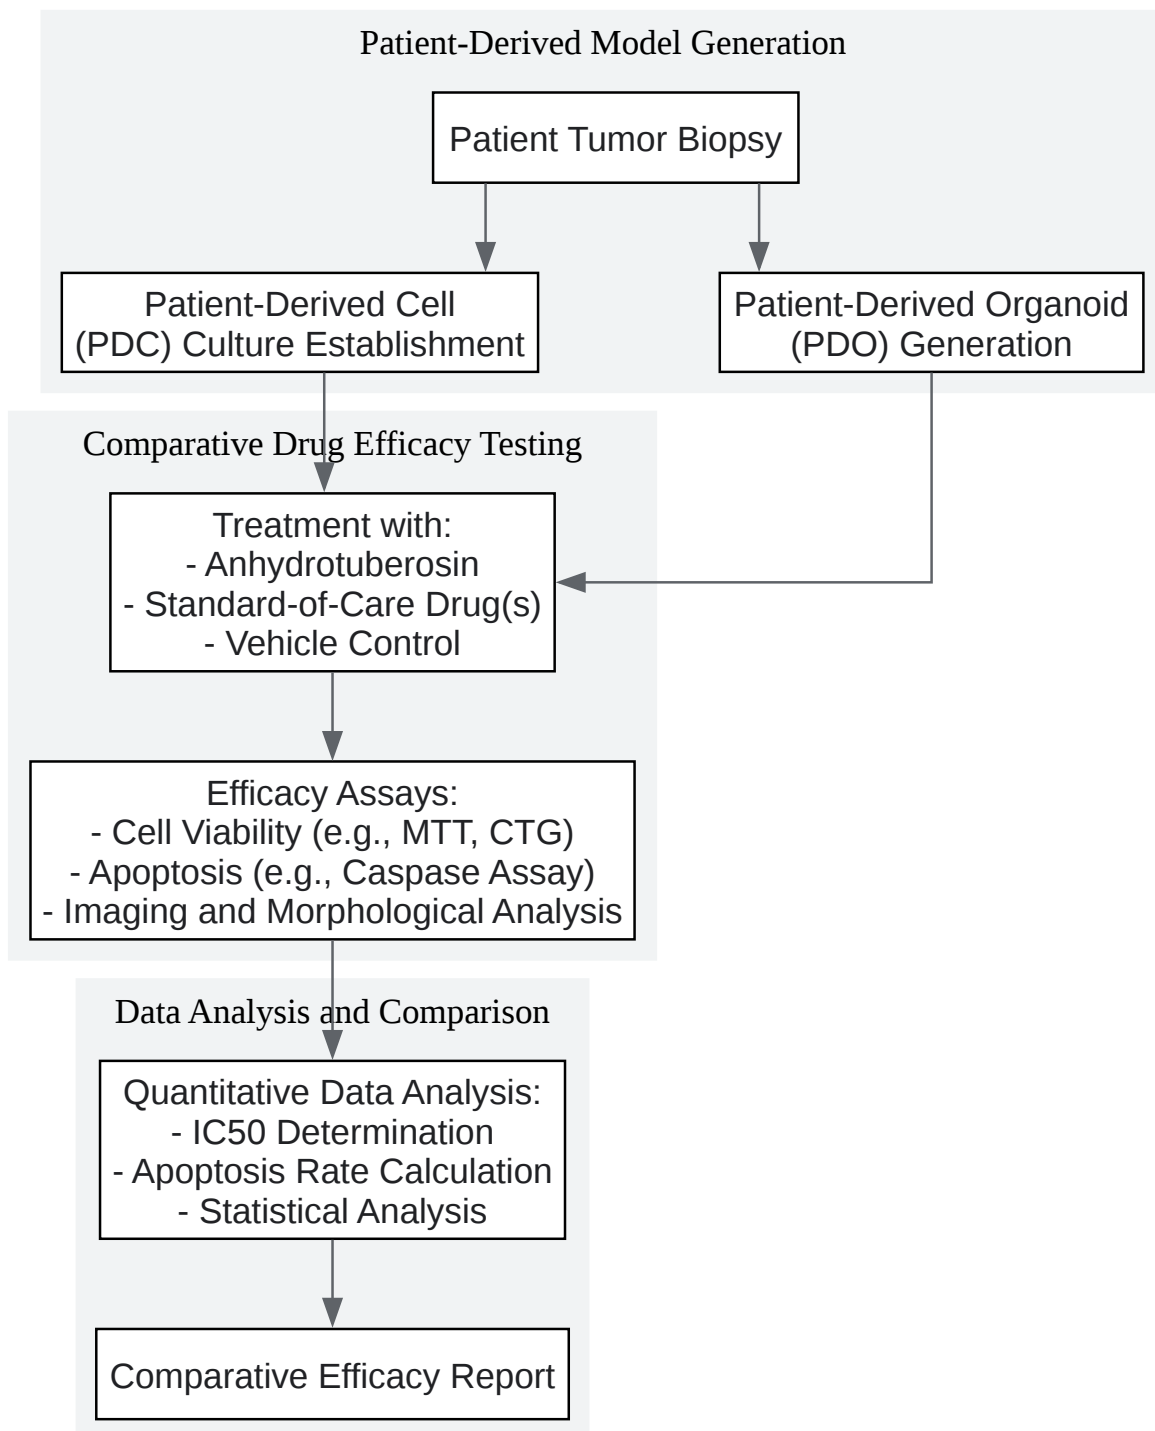 Patient-Derived Model Generation
Patient Tumor Biopsy
Patient-Derived Cell
(PDC) Culture Establishment
Patient-Derived Organoid
(PDO) Generation
Comparative Drug Efficacy Testing
Treatment with:
- Anhydrotuberosin
- Standard-of-Care Drug(s)
- Vehicle Control
Efficacy Assays:
- Cell Viability (e.g., MTT, CTG)
- Apoptosis (e.g., Caspase Assay)
- Imaging and Morphological Analysis
Data Analysis and Comparison
Quantitative Data Analysis:
- IC50 Determination
- Apoptosis Rate Calculation
- Statistical Analysis
Comparative Efficacy Report